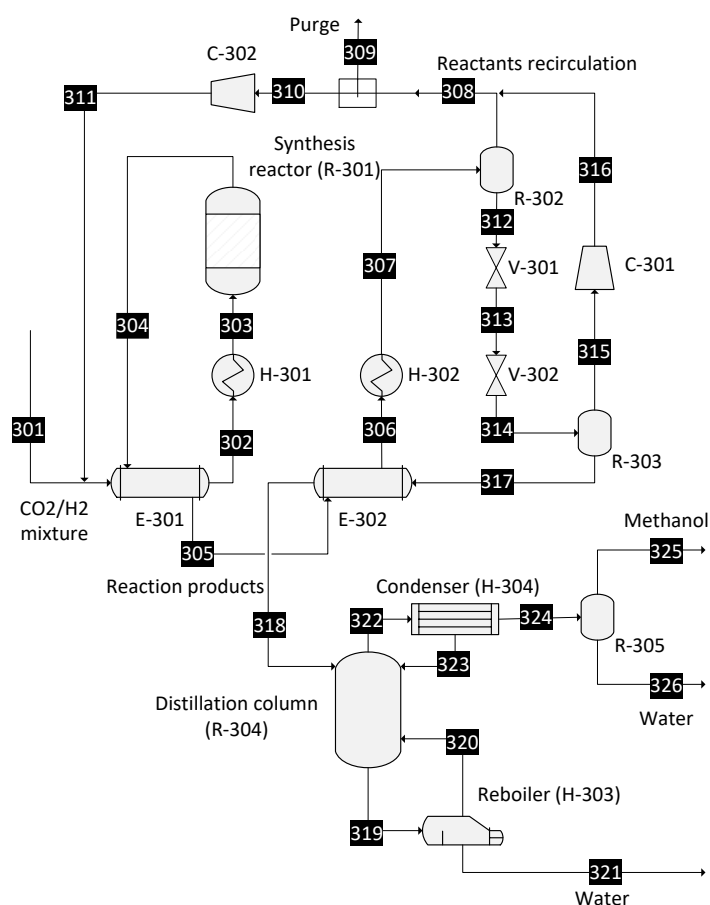 Purge
309
C-302
Reactants recirculation
311
310
308
Synthesis
reactor (R-301)
316
R-302
312
307
V-301
C-301
304
303
313
315
H-301
H-302
V-302
301
302
306
314
R-303
317
CO2/H2
mixture
E-301
E-302
305
Methanol
325
Reaction products
Condenser (H-304)
318
322
324
323
R-305
326
Distillation column
(R-304)
Water
320
Reboiler (H-303)
319
321
Water